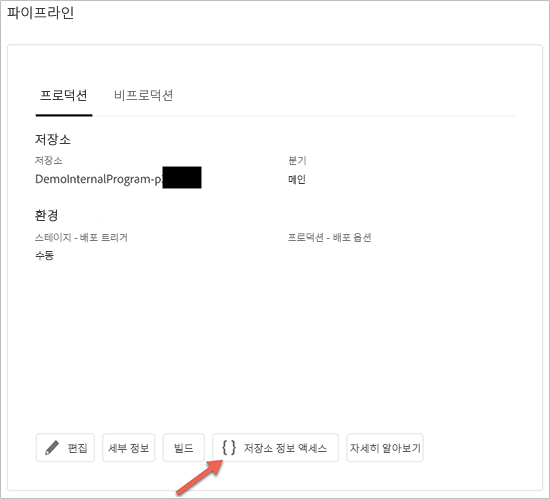 파이프라인
프로덕션 비프로덕션
저장소
저장소 분기
DemoInternalProgram-p 메인
환경
스테이지 - 배포 트리거 프로덕션 - 배포 옵션
수동
편집 세부 정보 빌드 { } 저장소 정보 액세스 자세히 알아보기